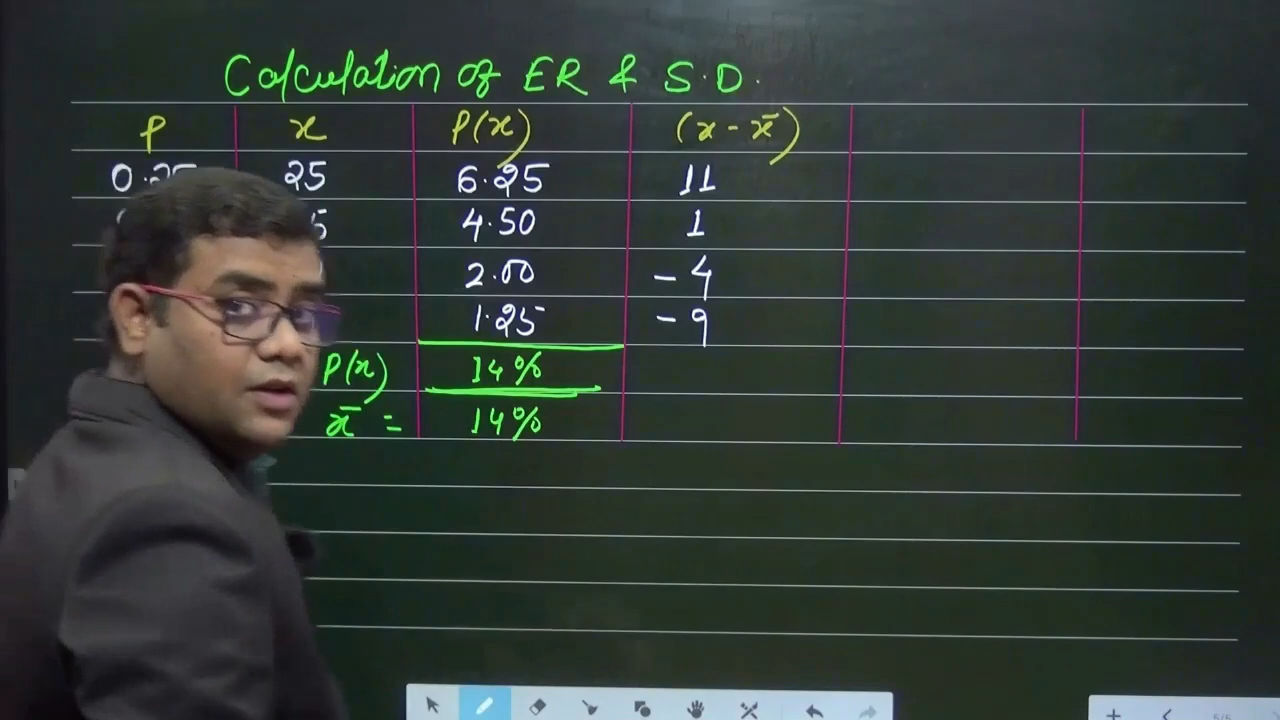 Calculation of ER & S.D.
P x P(x) (x - x̄)
25 6.25 11
4.50 1
2.00 - 4
1.25 - 9
P(x) 14%
x̄ = 14%